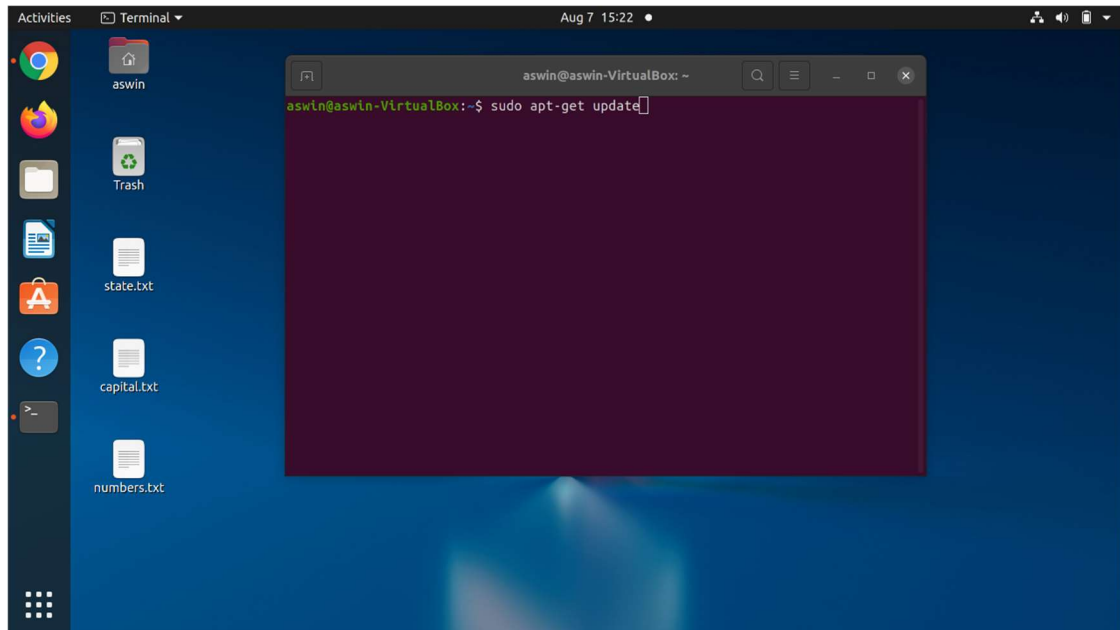 Activities
Terminal
Aug 7 15:22
aswin
Trash
state.txt
capital.txt
numbers.txt
aswin@aswin-VirtualBox: ~
aswin@aswin-VirtualBox:~$ sudo apt-get update